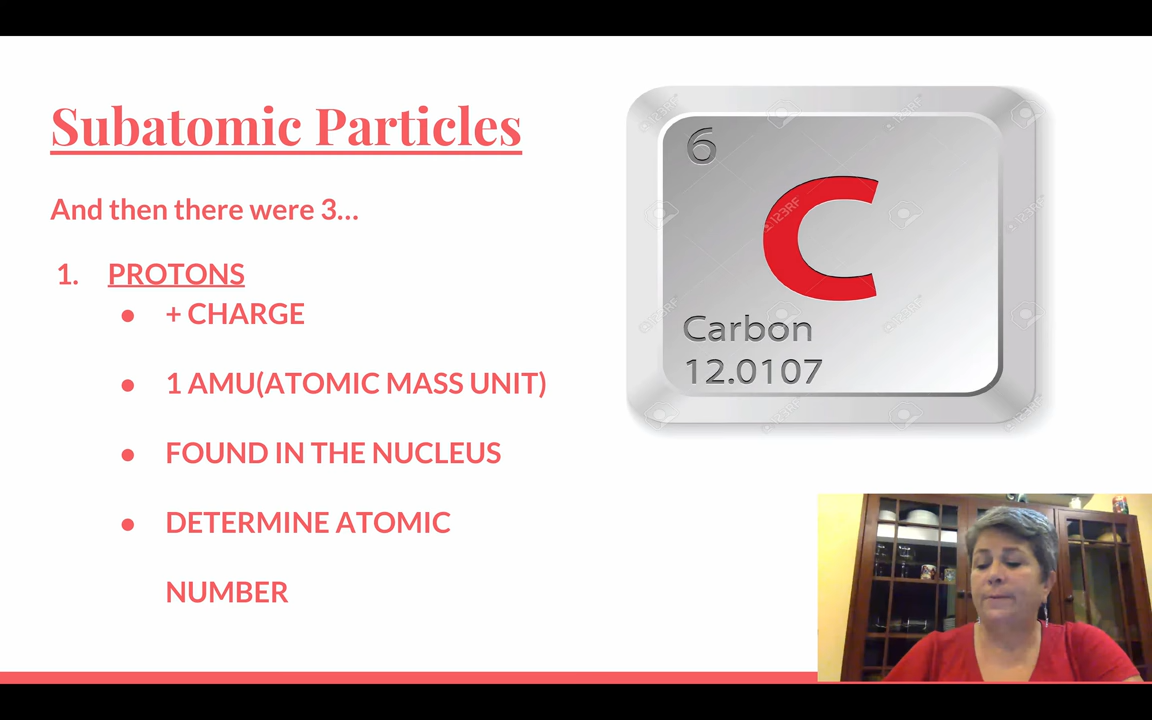 Subatomic Particles
And then there were 3...
1. PROTONS
● + CHARGE
● 1 AMU(ATOMIC MASS UNIT)
● FOUND IN THE NUCLEUS
● DETERMINE ATOMIC
NUMBER
6
C
Carbon
12.0107
123RF